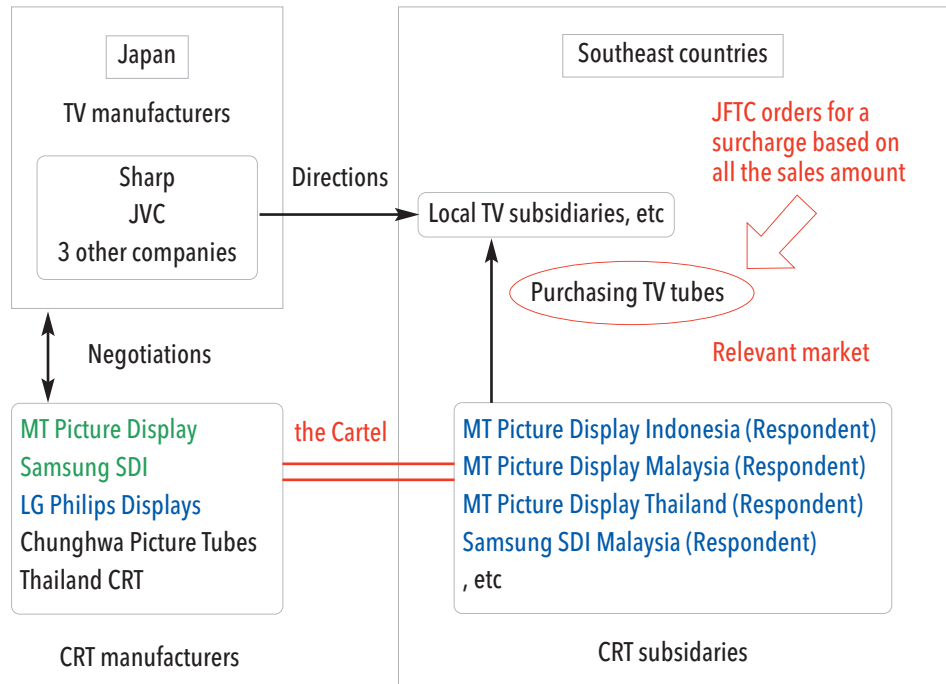 Japan
TV manufacturers
Sharp
JVC
3 other companies
Directions
Southeast countries
JFTC orders for a
surcharge based on
all the sales amount
Local TV subsidiaries, etc
Purchasing TV tubes
Relevant market
Negotiations
MT Picture Display
Samsung SDI
LG Philips Displays
Chunghwa Picture Tubes
Thailand CRT
CRT manufacturers
the Cartel
MT Picture Display Indonesia (Respondent)
MT Picture Display Malaysia (Respondent)
MT Picture Display Thailand (Respondent)
Samsung SDI Malaysia (Respondent)
, etc
CRT subsidaries